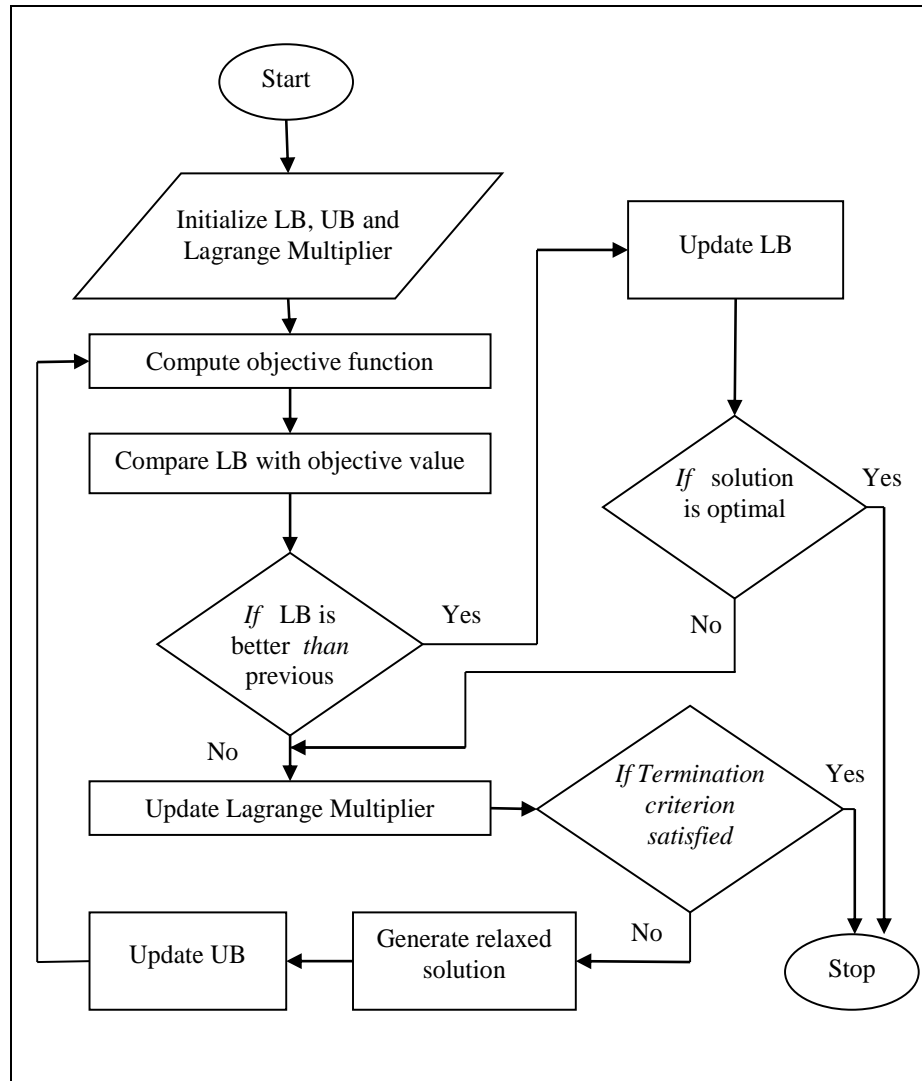 Start
Initialize LB, UB and
Lagrange Multiplier
Compute objective function
Compare LB with objective value
If LB is
better than
previous
Yes
No
Update LB
If solution
is optimal
Yes
No
Update Lagrange Multiplier
If Termination
criterion
satisfied
Yes
No
Generate relaxed
solution
Update UB
Stop